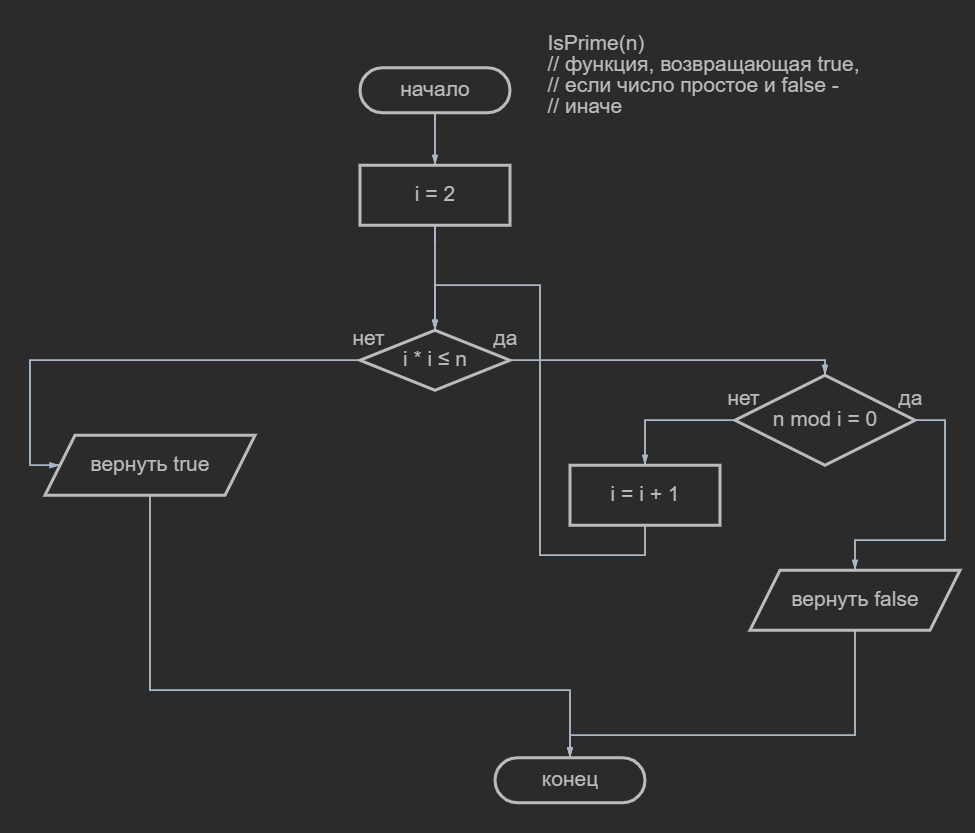 IsPrime(n)
// функция, возвращающая true,
// если число простое и false -
// иначе
начало
i = 2
нет
да
i * i ≤ n
нет
да
n mod i = 0
вернуть true
i = i + 1
вернуть false
конец